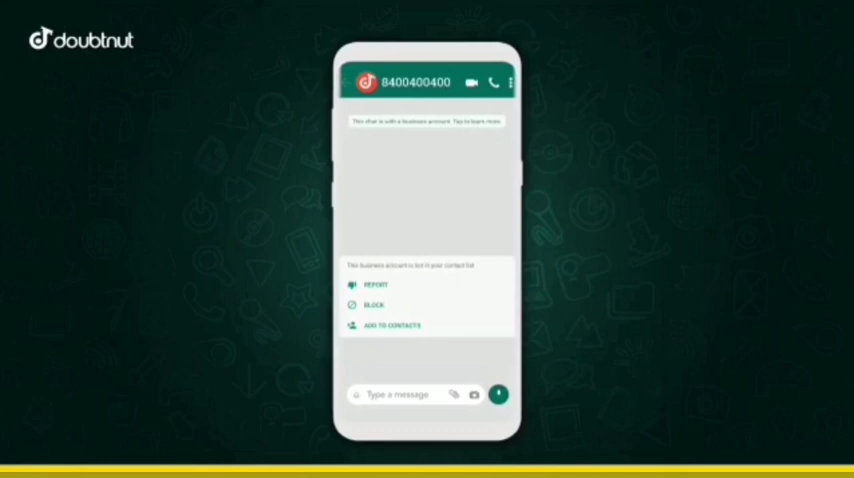 doubtnut
8400400400
This chat is with a business account. Tap to learn more.
This business account is not in your contact list
REPORT
BLOCK
ADD TO CONTACTS
Type a message